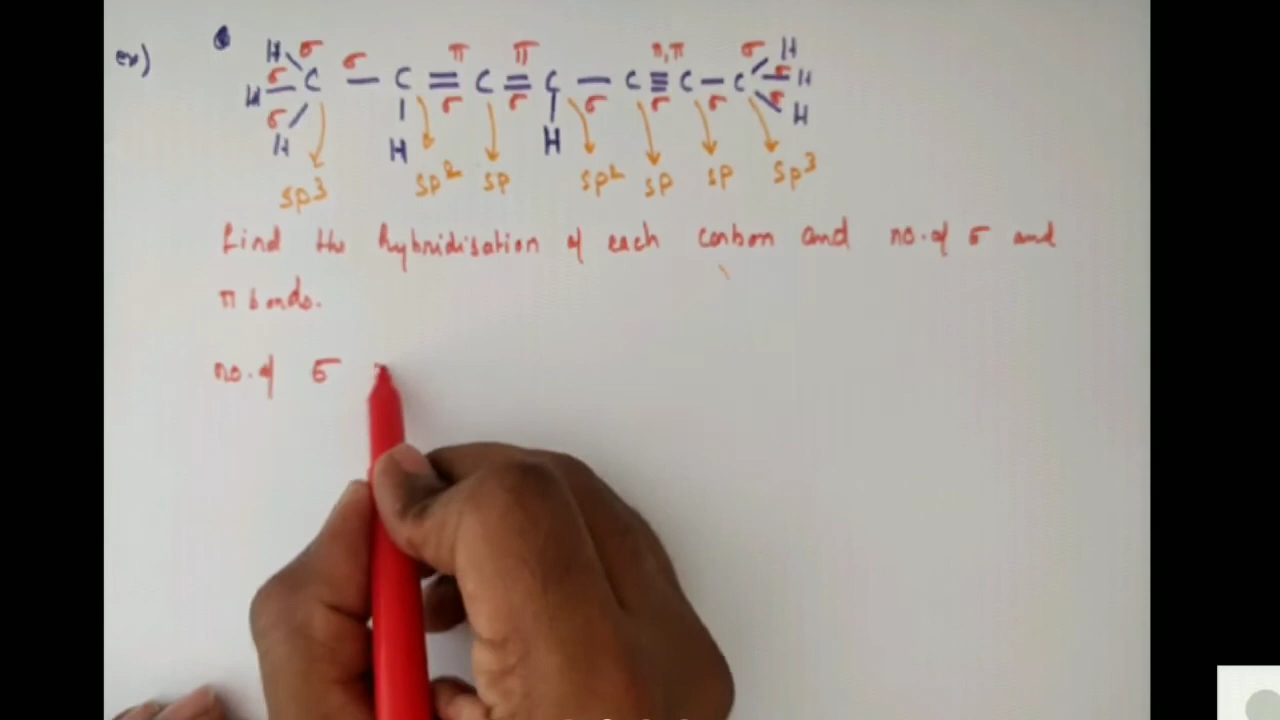 ex)
H σ σ π π π,π σ H
H σ C — C = C = C — C ≡ C — C σ H
σ H σ σ σ σ σ σ H
H H
sp3 sp2 sp sp2 sp sp sp3
find the hybridisation of each carbon and no. of σ and
π bonds.
no. of σ